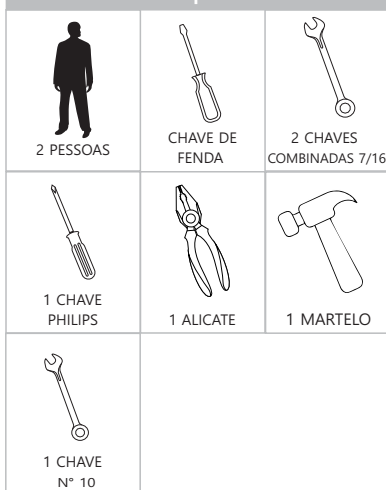 2 PESSOAS
CHAVE DE
FENDA
2 CHAVES
COMBINADAS 7/16
1 CHAVE
PHILIPS
1 ALICATE
1 MARTELO
1 CHAVE
N° 10